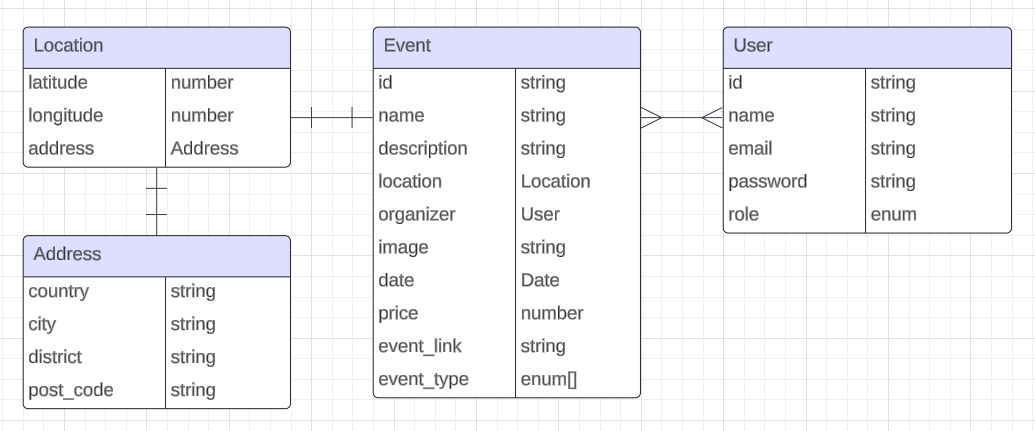 Location
latitude number
longitude number
address Address
Address
country string
city string
district string
post_code string
Event
id string
name string
description string
location Location
organizer User
image string
date Date
price number
event_link string
event_type enum[]
User
id string
name string
email string
password string
role enum